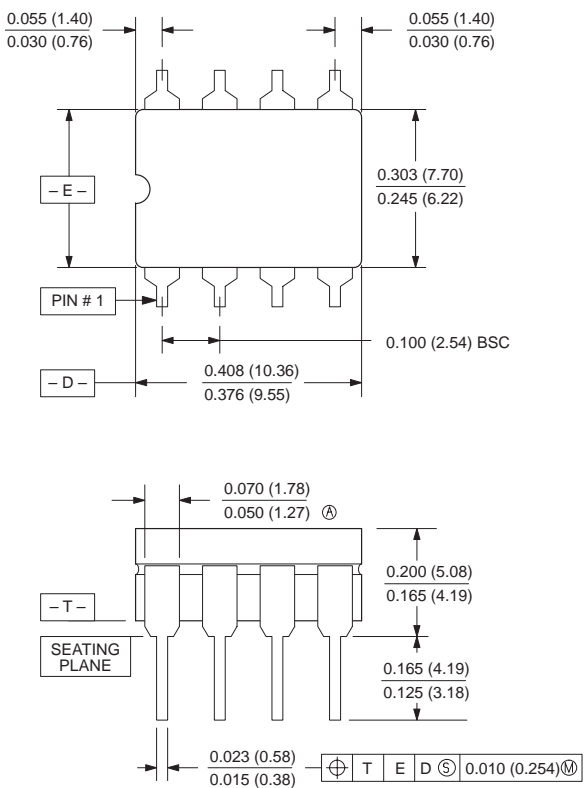 0.055 (1.40)
0.030 (0.76)
0.055 (1.40)
0.030 (0.76)
– E –
0.303 (7.70)
0.245 (6.22)
PIN # 1
0.100 (2.54) BSC
– D –
0.408 (10.36)
0.376 (9.55)
0.070 (1.78)
0.050 (1.27) Ⓐ
0.200 (5.08)
0.165 (4.19)
– T –
SEATING
PLANE
0.165 (4.19)
0.125 (3.18)
0.023 (0.58)
0.015 (0.38)
⌖ T E D Ⓢ 0.010 (0.254) Ⓜ